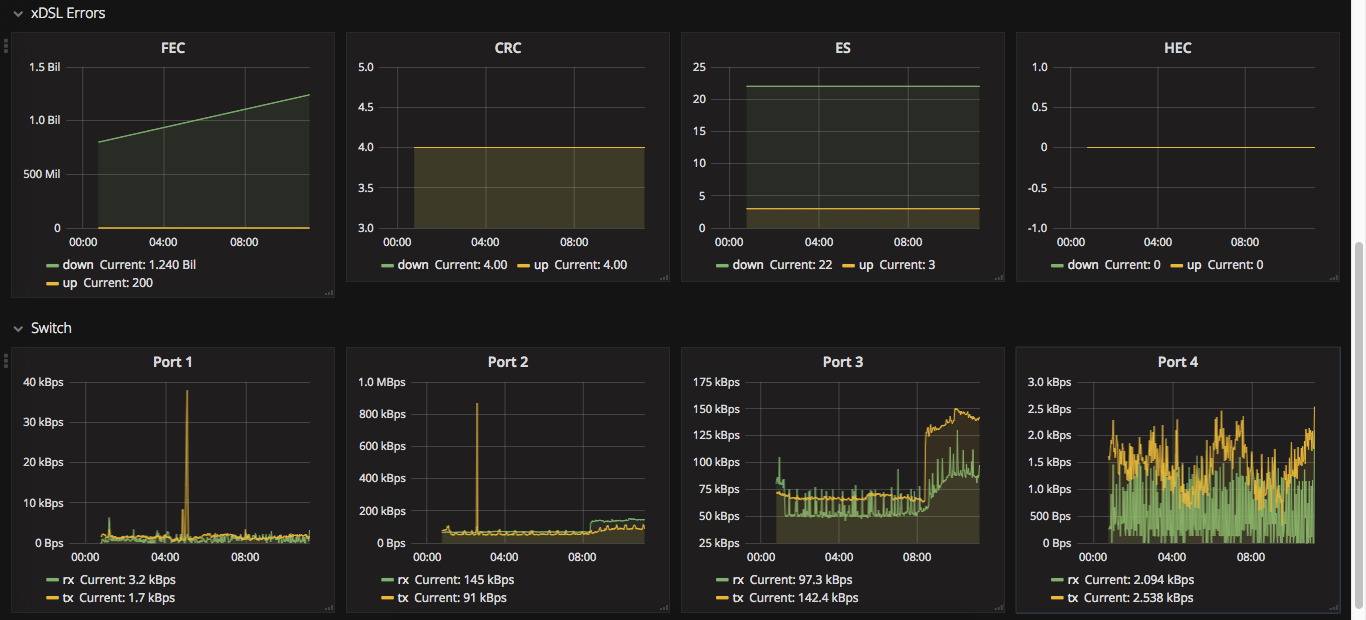 xDSL Errors
FEC
1.5 Bil
1.0 Bil
500 Mil
0
00:00 04:00 08:00
down Current: 1.240 Bil
up Current: 200
CRC
5.0
4.5
4.0
3.5
3.0
00:00 04:00 08:00
down Current: 4.00 up Current: 4.00
ES
25
20
15
10
5
0
00:00 04:00 08:00
down Current: 22 up Current: 3
HEC
1.0
0.5
0
-0.5
-1.0
00:00 04:00 08:00
down Current: 0 up Current: 0
Switch
Port 1
40 kBps
30 kBps
20 kBps
10 kBps
0 Bps
00:00 04:00 08:00
rx Current: 3.2 kBps
tx Current: 1.7 kBps
Port 2
1.0 MBps
800 kBps
600 kBps
400 kBps
200 kBps
0 Bps
00:00 04:00 08:00
rx Current: 145 kBps
tx Current: 91 kBps
Port 3
175 kBps
150 kBps
125 kBps
100 kBps
75 kBps
50 kBps
25 kBps
00:00 04:00 08:00
rx Current: 97.3 kBps
tx Current: 142.4 kBps
Port 4
3.0 kBps
2.5 kBps
2.0 kBps
1.5 kBps
1.0 kBps
500 Bps
0 Bps
00:00 04:00 08:00
rx Current: 2.094 kBps
tx Current: 2.538 kBps